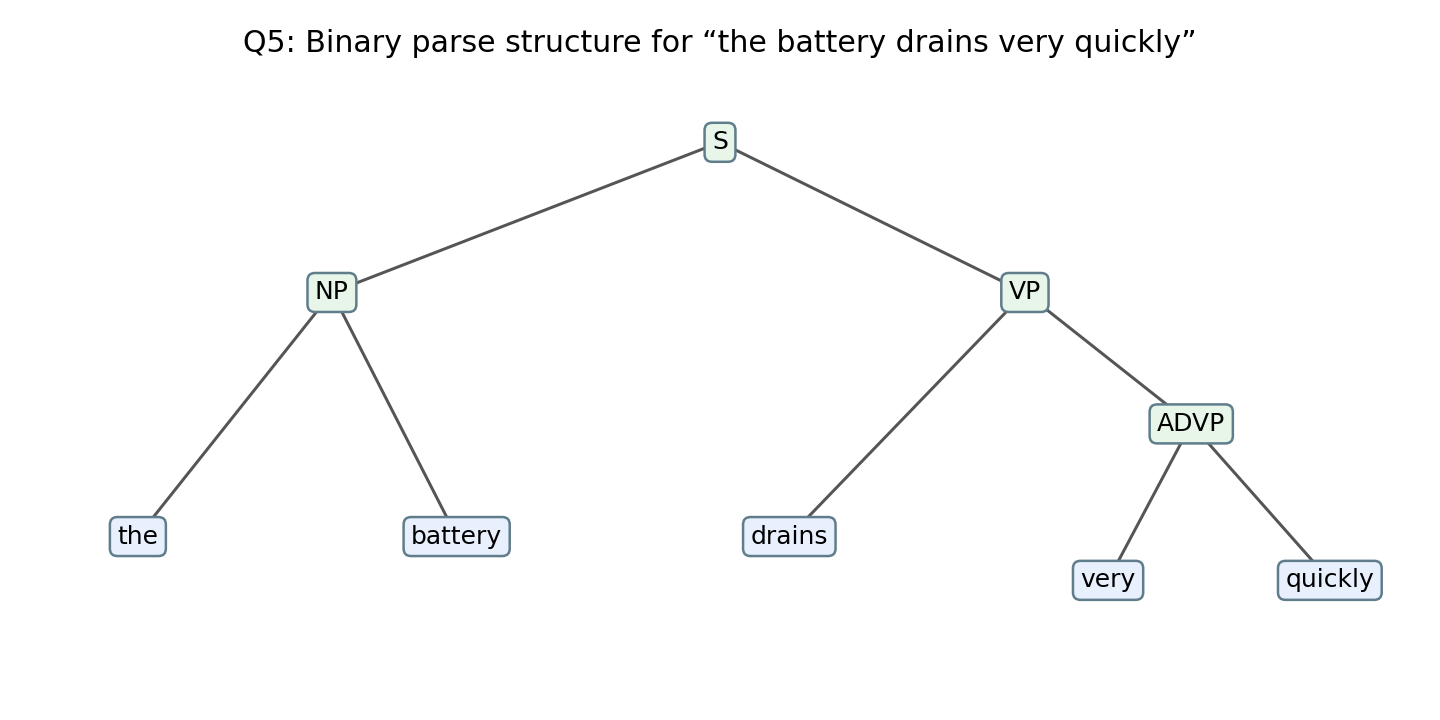 Q5: Binary parse structure for “the battery drains very quickly”
S
NP
VP
ADVP
the
battery
drains
very
quickly